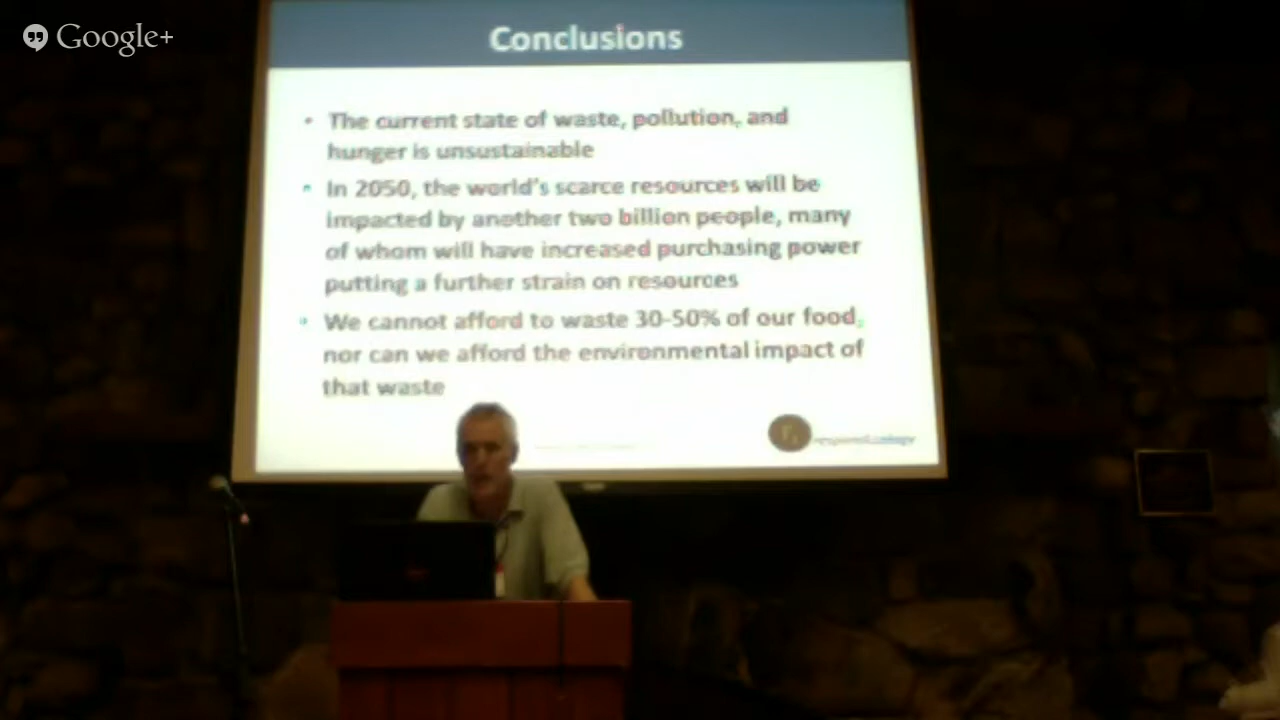 Google+
Conclusions
• The current state of waste, pollution, and
hunger is unsustainable
• In 2050, the world's scarce resources will be
impacted by another two billion people, many
of whom will have increased purchasing power
putting a further strain on resources
• We cannot afford to waste 30-50% of our food,
nor can we afford the environmental impact of
that waste